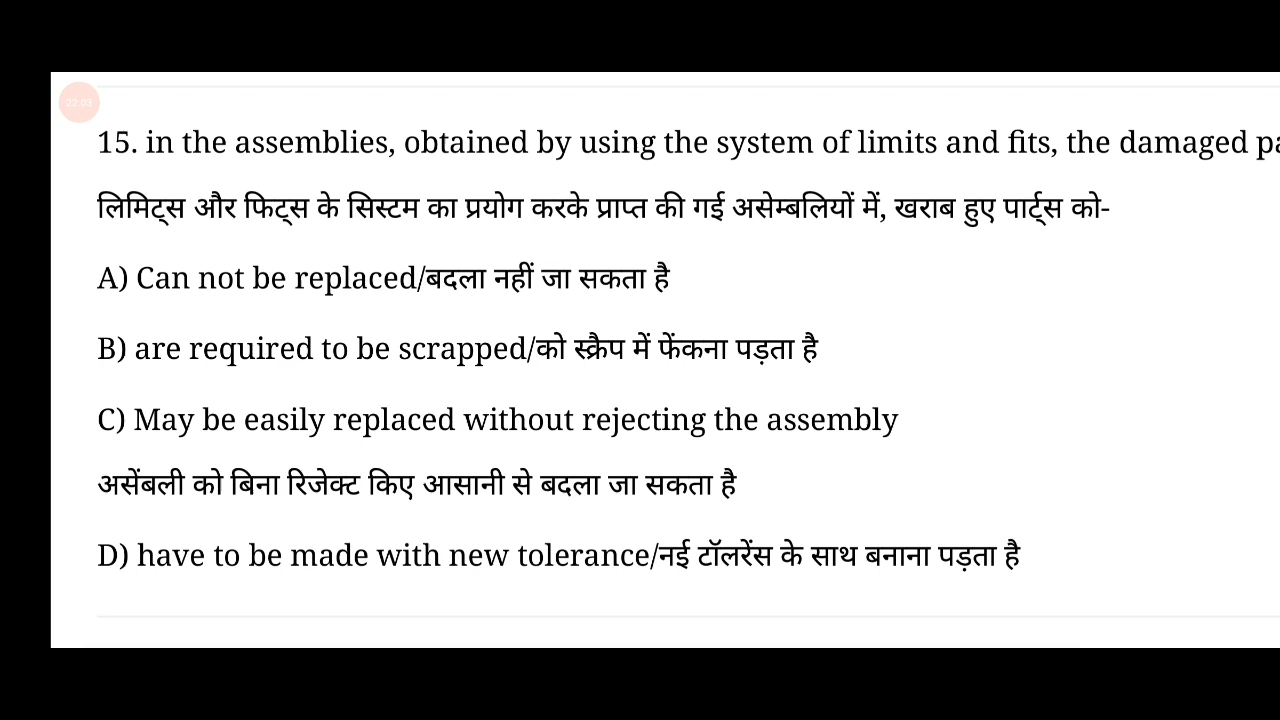 22:03
15. in the assemblies, obtained by using the system of limits and fits, the damaged
लिमिट्स और फिट्स के सिस्टम का प्रयोग करके प्राप्त की गई असेम्बलियों में, खराब हुए पार्ट्स को-
A) Can not be replaced/बदला नहीं जा सकता है
B) are required to be scrapped/को स्क्रैप में फेंकना पड़ता है
C) May be easily replaced without rejecting the assembly
असेंबली को बिना रिजेक्ट किए आसानी से बदला जा सकता है
D) have to be made with new tolerance/नई टॉलरेंस के साथ बनाना पड़ता है